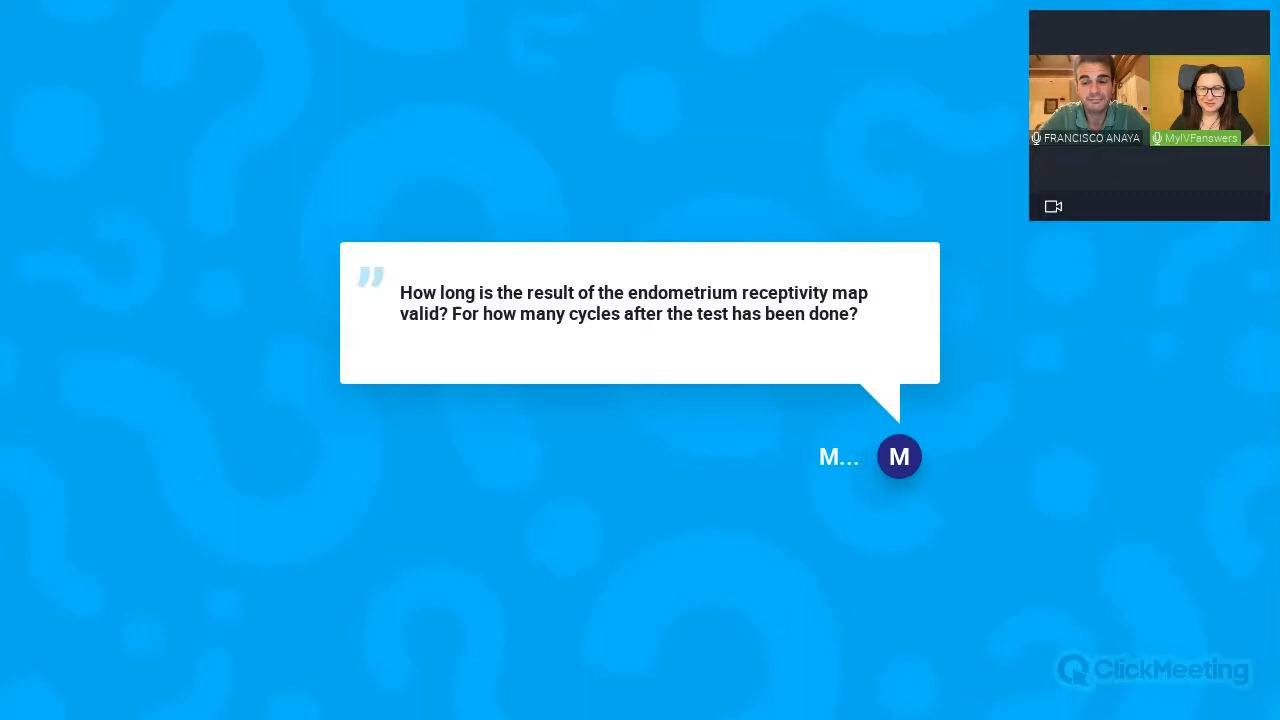 FRANCISCO ANAYA
MyIVFanswers
How long is the result of the endometrium receptivity map
valid? For how many cycles after the test has been done?
M...
M
ClickMeeting